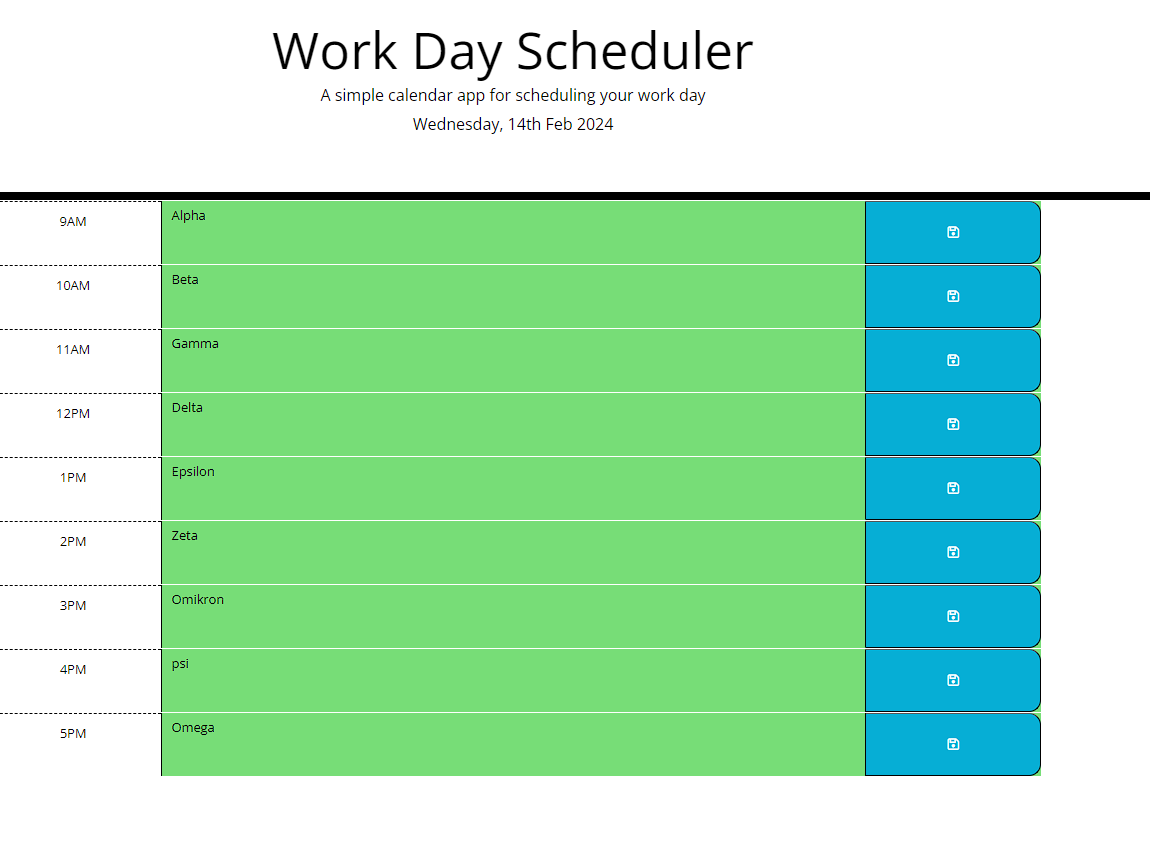 Work Day Scheduler
A simple calendar app for scheduling your work day
Wednesday, 14th Feb 2024
9AM Alpha
10AM Beta
11AM Gamma
12PM Delta
1PM Epsilon
2PM Zeta
3PM Omikron
4PM psi
5PM Omega